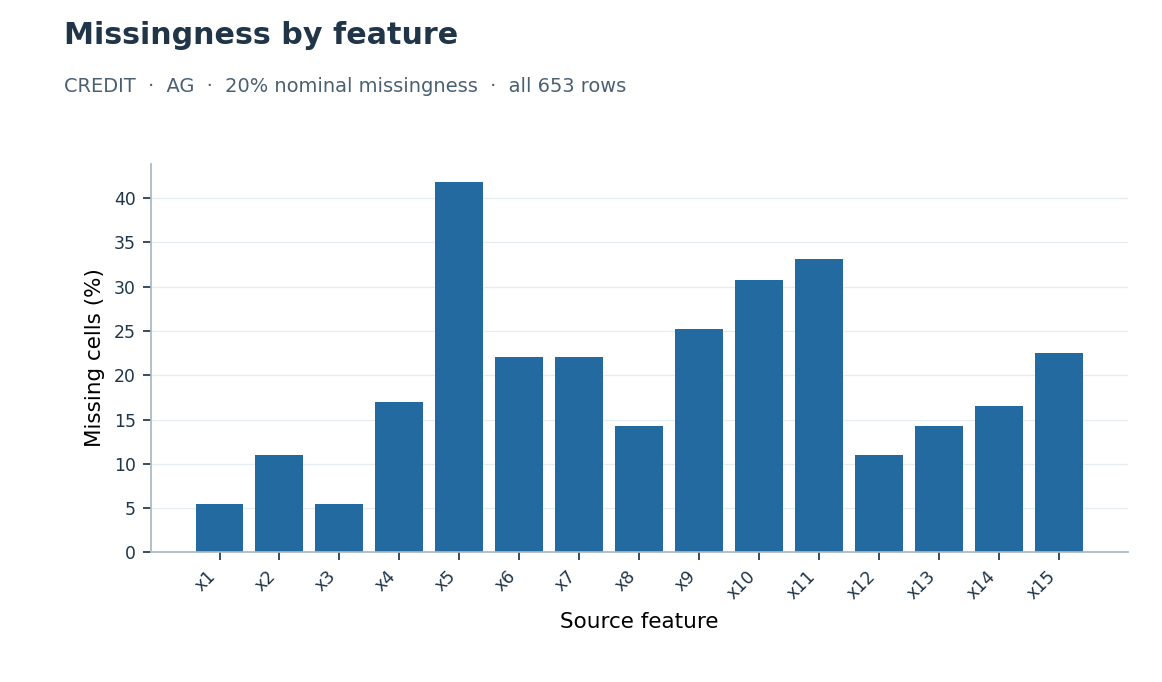 Missingness by feature
CREDIT · AG · 20% nominal missingness · all 653 rows
Missing cells (%)
40
35
30
25
20
15
10
5
0
x1 x2 x3 x4 x5 x6 x7 x8 x9 x10 x11 x12 x13 x14 x15
Source feature